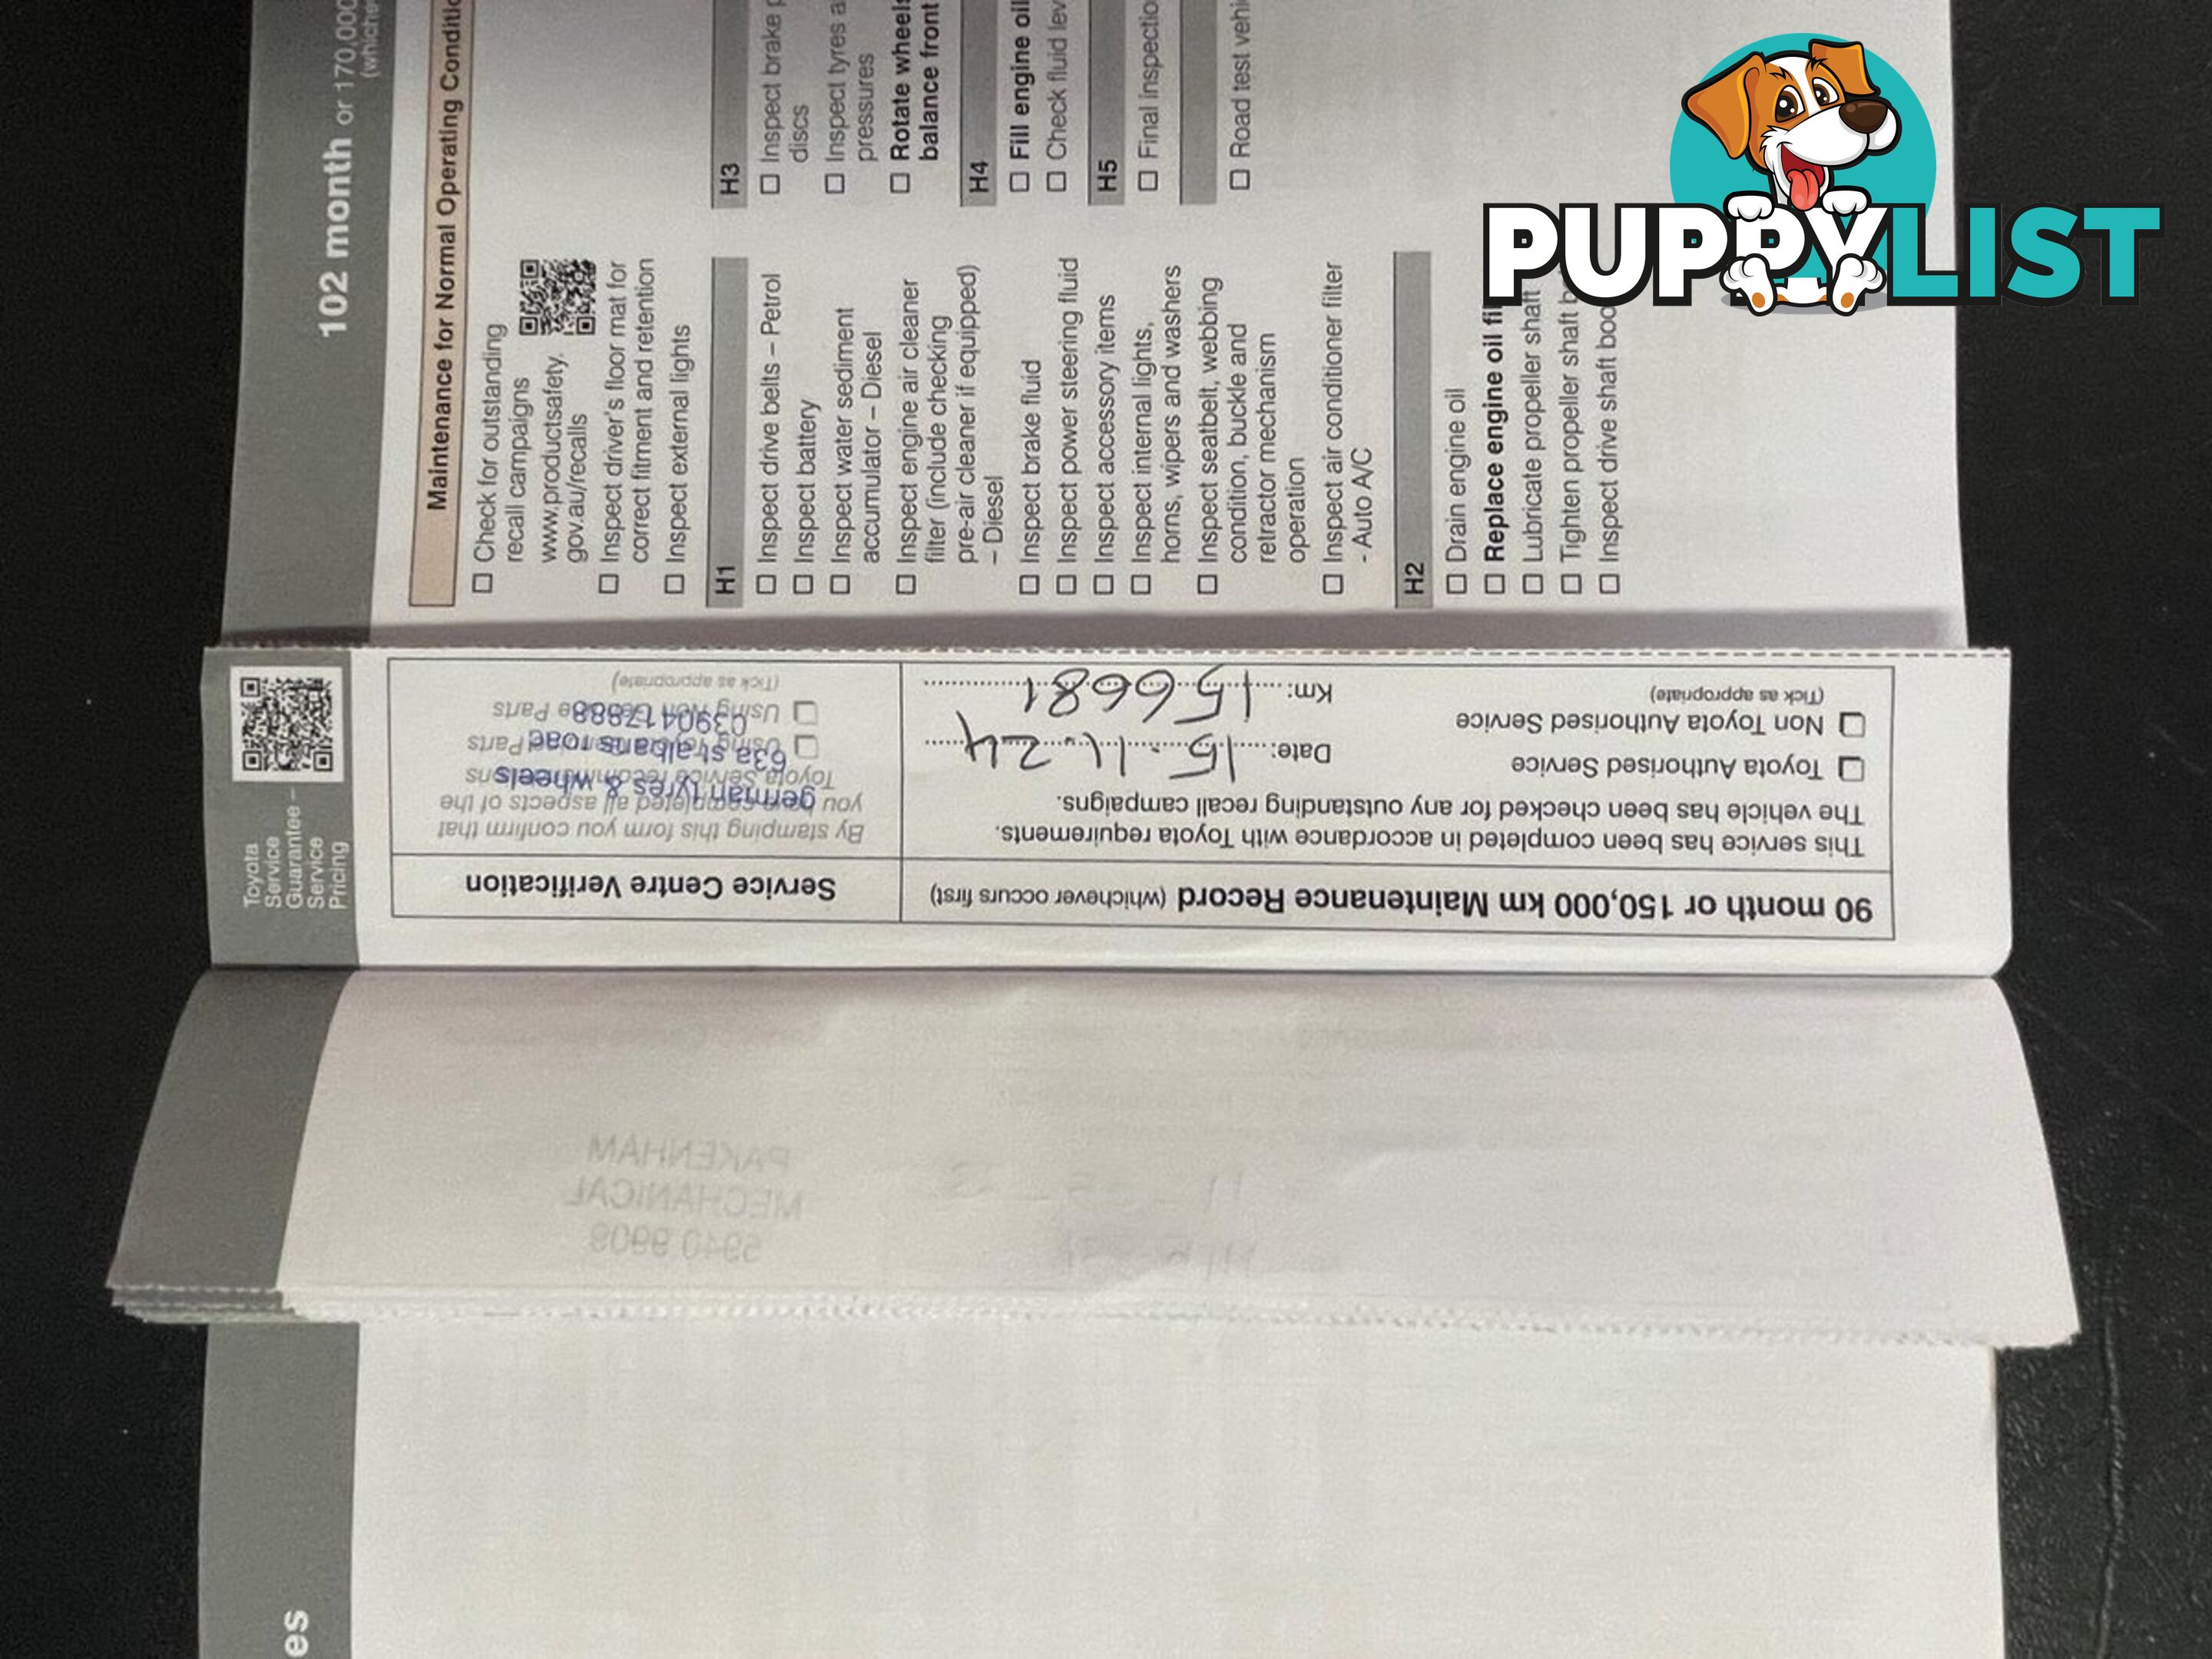 102 month or 170,000
(whiche
Maintenance for Normal Operating Conditio
☐ Check for outstanding
recall campaigns
www.productsafety.
gov.au/recalls
☐ Inspect driver's floor mat for
correct fitment and retention
☐ Inspect external lights
H1
☐ Inspect drive belts – Petrol
☐ Inspect battery
☐ Inspect water sediment
accumulator – Diesel
☐ Inspect engine air cleaner
filter (include checking
pre-air cleaner if equipped)
– Diesel
☐ Inspect brake fluid
☐ Inspect power steering fluid
☐ Inspect accessory items
☐ Inspect internal lights,
horns, wipers and washers
☐ Inspect seatbelt, webbing
condition, buckle and
retractor mechanism
operation
☐ Inspect air conditioner filter
- Auto A/C
H2
☐ Drain engine oil
☐ Replace engine oil fil
☐ Lubricate propeller shaft
☐ Tighten propeller shaft bo
☐ Inspect drive shaft boo
H3
☐ Inspect brake p
discs
☐ Inspect tyres a
pressures
☐ Rotate wheels
balance front
H4
☐ Fill engine oil
☐ Check fluid lev
H5
☐ Final inspectio
☐ Road test vehi
PUPPYLIST
Toyota
Service
Guarantee –
Service
Pricing
90 month or 150,000 km Maintenance Record (whichever occurs first)
This service has been completed in accordance with Toyota requirements.
The vehicle has been checked for any outstanding recall campaigns.
☐ Toyota Authorised Service
☐ Non Toyota Authorised Service
(Tick as appropriate)
Date: 15.11.24
Km: 156681
Service Centre Verification
By stamping this form you confirm that
you have completed all aspects of the
Toyota Service recommendations
☐ Using Parts
☐ Using Non Genuine Parts
(Tick as appropriate)
german tyres & wheels
63a st albans road
0390417888
PAKENHAM
MECHANICAL
5940 9909
es